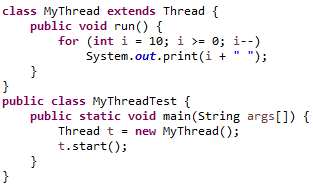 class MyThread extends Thread {
    public void run() {
        for (int i = 10; i >= 0; i--)
            System.out.print(i + " ");
    }
}
public class MyThreadTest {
    public static void main(String args[]) {
        Thread t = new MyThread();
        t.start();
    }
}